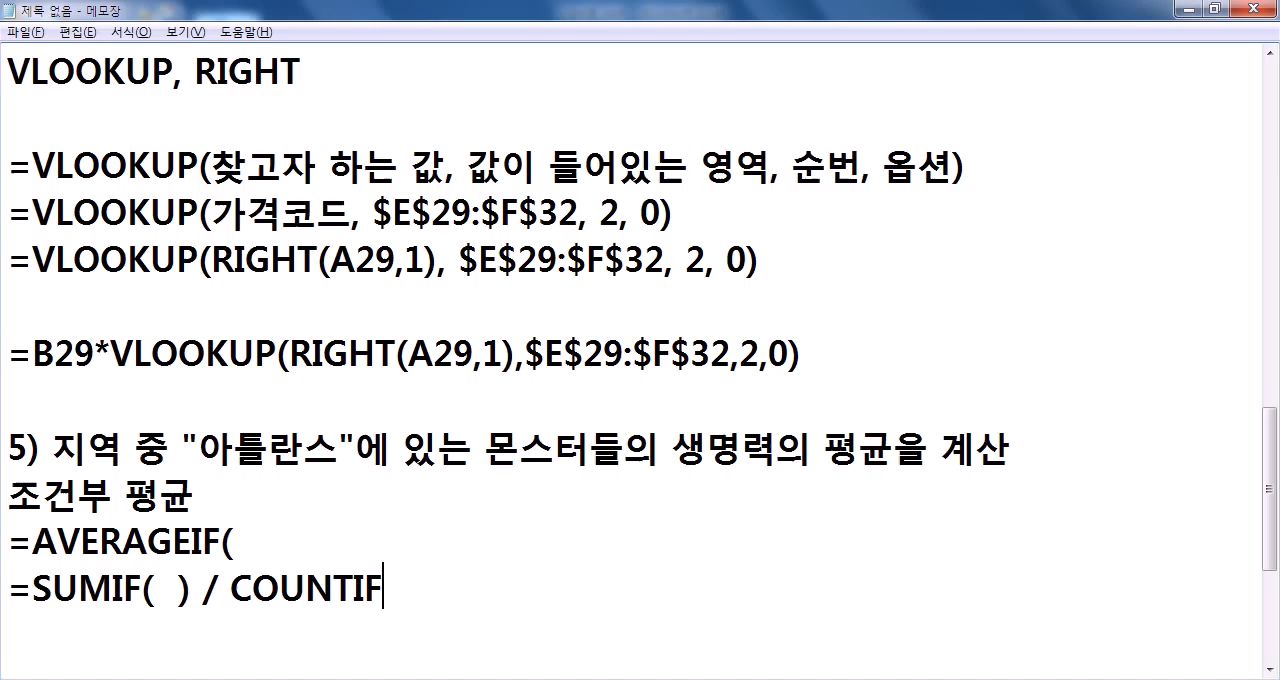 제목 없음 - 메모장
파일(F) 편집(E) 서식(O) 보기(V) 도움말(H)
VLOOKUP, RIGHT
=VLOOKUP(찾고자 하는 값, 값이 들어있는 영역, 순번, 옵션)
=VLOOKUP(가격코드, $E$29:$F$32, 2, 0)
=VLOOKUP(RIGHT(A29,1), $E$29:$F$32, 2, 0)
=B29*VLOOKUP(RIGHT(A29,1),$E$29:$F$32,2,0)
5) 지역 중 "아틀란스"에 있는 몬스터들의 생명력의 평균을 계산
조건부 평균
=AVERAGEIF(
=SUMIF(  ) / COUNTIF